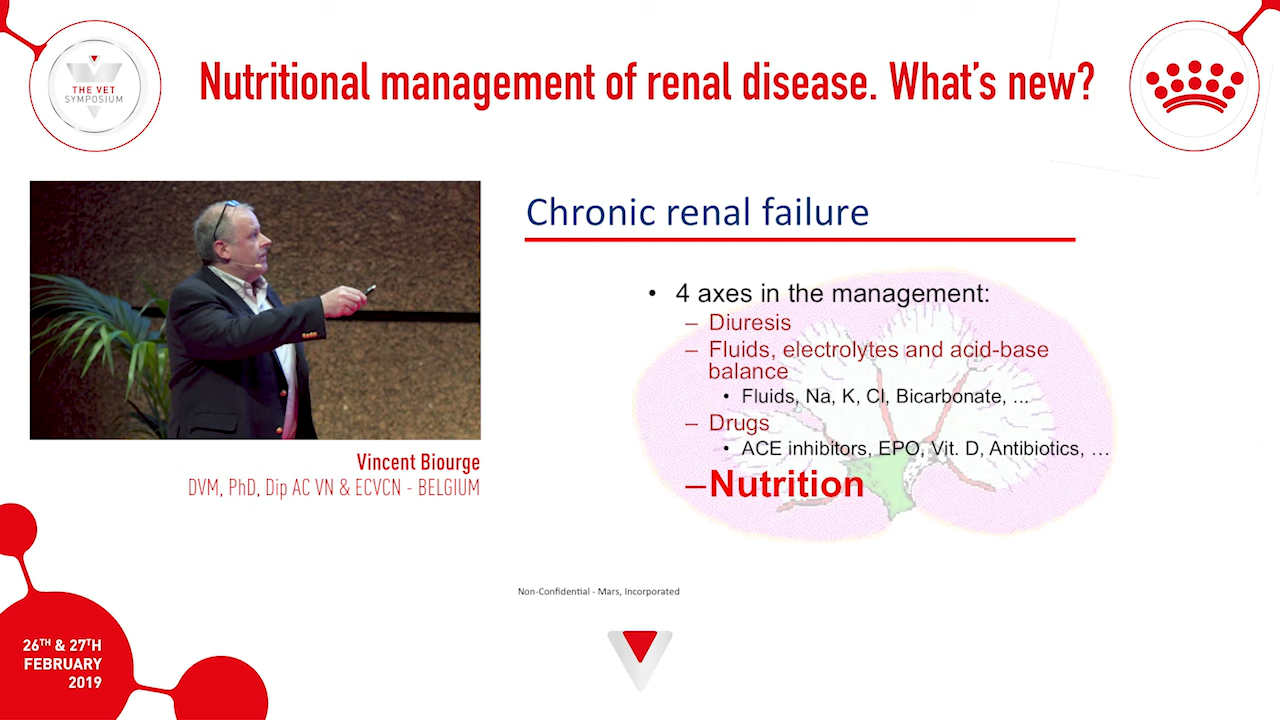 THE VET
SYMPOSIUM
Nutritional management of renal disease. What's new?
Chronic renal failure
• 4 axes in the management:
– Diuresis
– Fluids, electrolytes and acid-base
balance
• Fluids, Na, K, Cl, Bicarbonate, ...
– Drugs
• ACE inhibitors, EPO, Vit. D, Antibiotics, …
–Nutrition
Vincent Biourge
DVM, PhD, Dip AC VN & ECVCN - BELGIUM
Non-Confidential - Mars, Incorporated
26TH & 27TH
FEBRUARY
2019